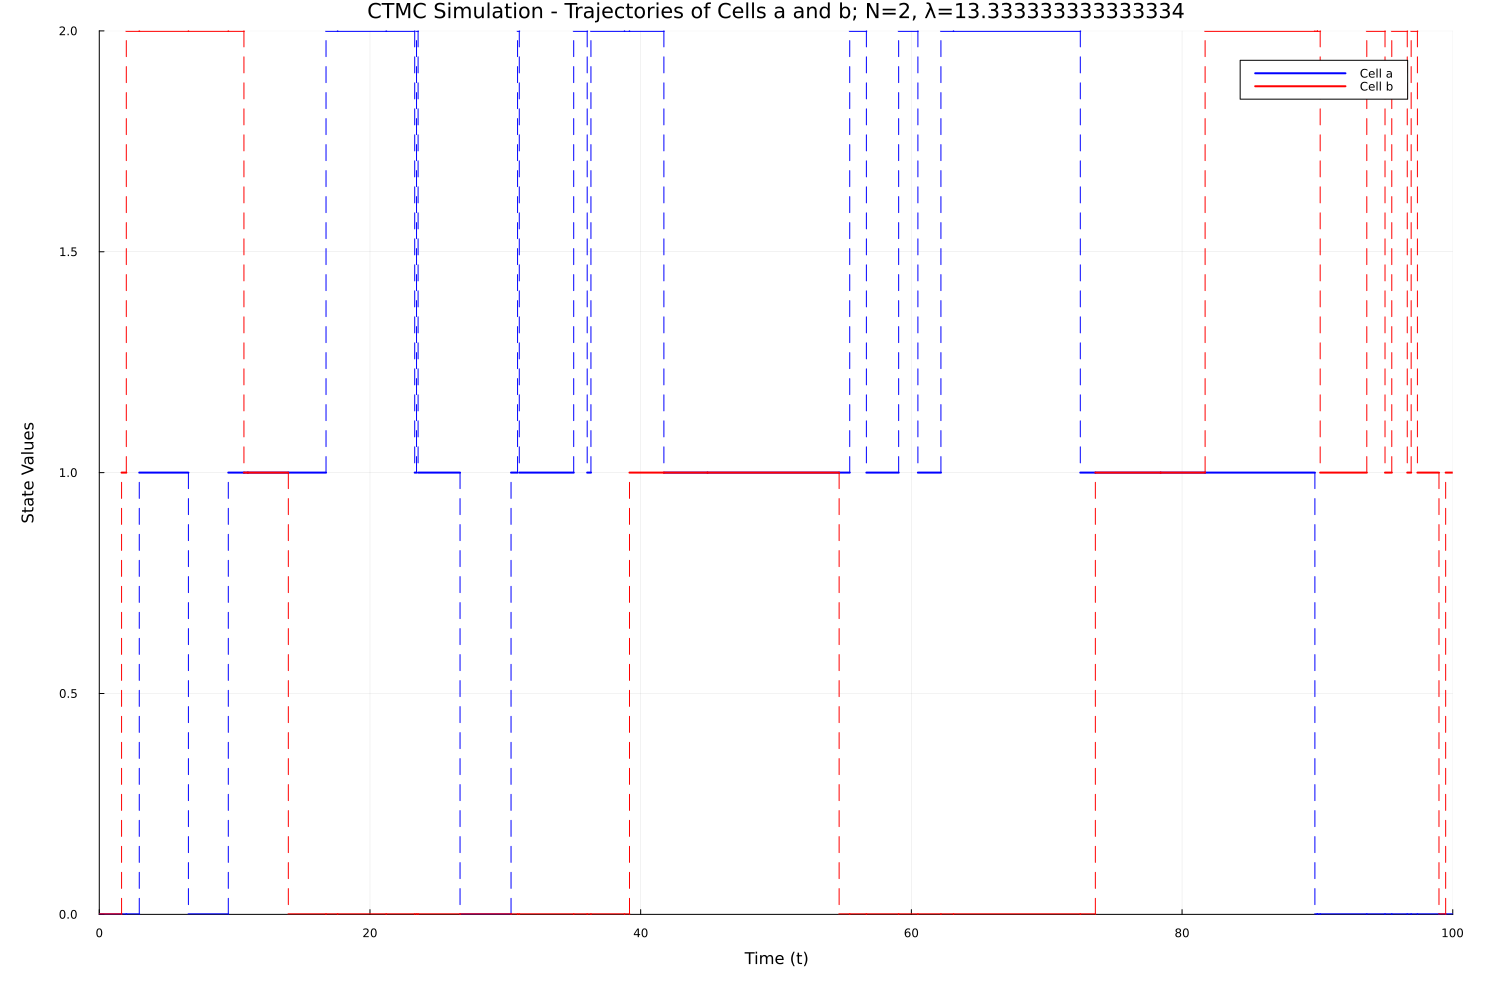 CTMC Simulation - Trajectories of Cells a and b; N=2, λ=13.333333333333334
2.0
Cell a
Cell b
1.5
1.0
State Values
0.5
0.0
0 20 40 60 80 100
Time (t)